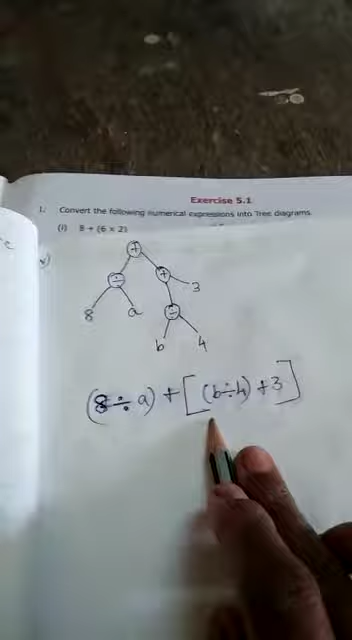 Exercise 5.1
1. Convert the following numerical expressions into Tree diagrams.
(i) 8 + (6 × 2)
v)
+
÷ +
3
8 a ÷
b 4
(8 ÷ a) + [(b ÷ 4) + 3]